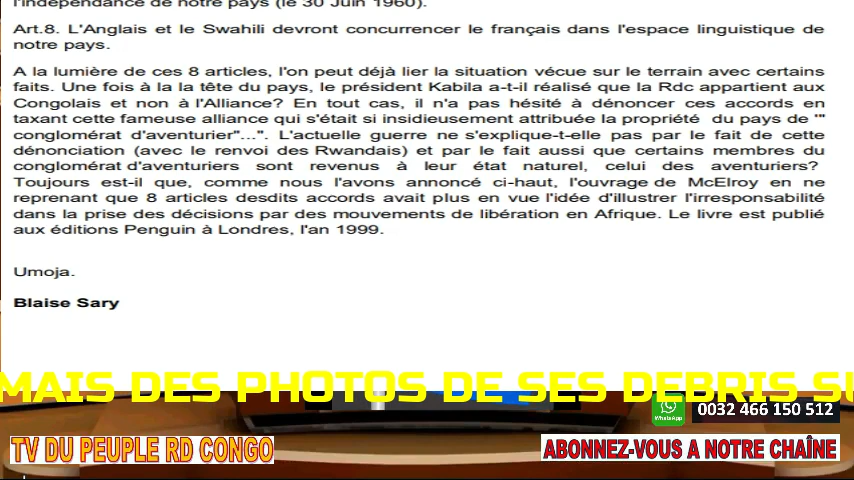 l'indépendance de notre pays (le 30 Juin 1960).
Art.8. L'Anglais et le Swahili devront concurrencer le français dans l'espace linguistique de
notre pays.
A la lumière de ces 8 articles, l'on peut déjà lier la situation vécue sur le terrain avec certains
faits. Une fois à la la tête du pays, le président Kabila a-t-il réalisé que la Rdc appartient aux
Congolais et non à l'Alliance? En tout cas, il n'a pas hésité à dénoncer ces accords en
taxant cette fameuse alliance qui s'était si insidieusement attribuée la propriété du pays de '"
conglomérat d'aventurier"...". L'actuelle guerre ne s'explique-t-elle pas par le fait de cette
dénonciation (avec le renvoi des Rwandais) et par le fait aussi que certains membres du
conglomérat d'aventuriers sont revenus à leur état naturel, celui des aventuriers?
Toujours est-il que, comme nous l'avons annoncé ci-haut, l'ouvrage de McElroy en ne
reprenant que 8 articles desdits accords avait plus en vue l'idée d'illustrer l'irresponsabilité
dans la prise des décisions par des mouvements de libération en Afrique. Le livre est publié
aux éditions Penguin à Londres, l'an 1999.
Umoja.
Blaise Sary
MAIS DES PHOTOS DE SES DEBRIS SU
WhatsApp
0032 466 150 512
TV DU PEUPLE RD CONGO
ABONNEZ-VOUS A NOTRE CHAÎNE